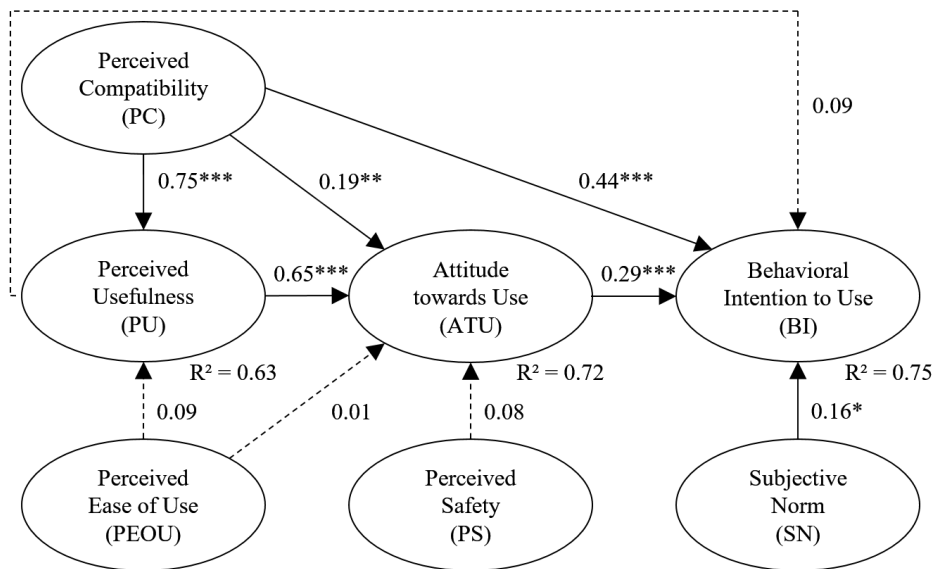 Perceived
Compatibility
(PC)
0.09
0.75***
0.19**
0.44***
Perceived
Usefulness
(PU)
0.65***
Attitude
towards Use
(ATU)
0.29***
Behavioral
Intention to Use
(BI)
R² = 0.63
R² = 0.72
R² = 0.75
0.09
0.01
0.08
0.16*
Perceived
Ease of Use
(PEOU)
Perceived
Safety
(PS)
Subjective
Norm
(SN)